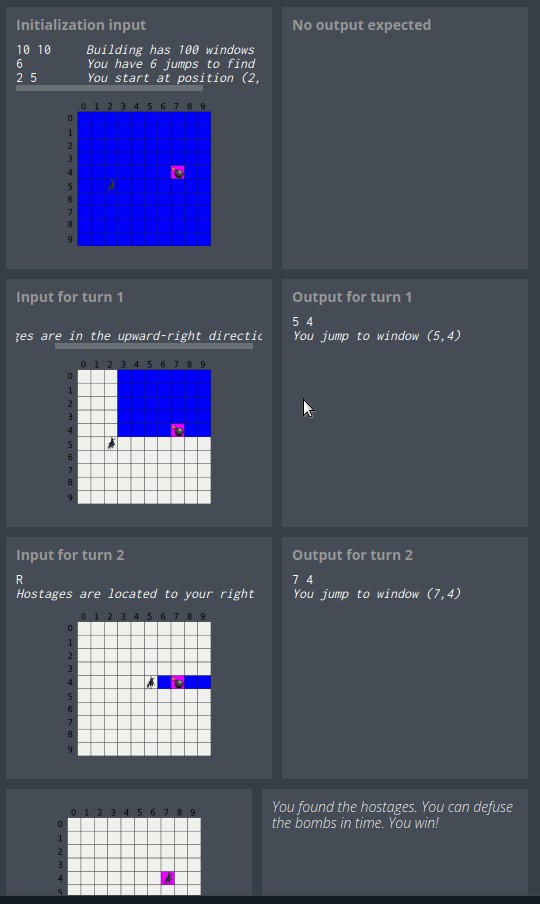 Initialization input
No output expected
10 10 Building has 100 windows
6 You have 6 jumps to find
2 5 You start at position (2,
0 1 2 3 4 5 6 7 8 9
0
1
2
3
4
5
6
7
8
9
Input for turn 1
Output for turn 1
5 4
ges are in the upward-right directio
You jump to window (5,4)
0 1 2 3 4 5 6 7 8 9
0
1
2
3
4
5
6
7
8
9
Input for turn 2
Output for turn 2
R
7 4
Hostages are located to your right
You jump to window (7,4)
0 1 2 3 4 5 6 7 8 9
0
1
2
3
4
5
6
7
8
9
You found the hostages. You can defuse
the bombs in time. You win!
0 1 2 3 4 5 6 7 8 9
0
1
2
3
4
5